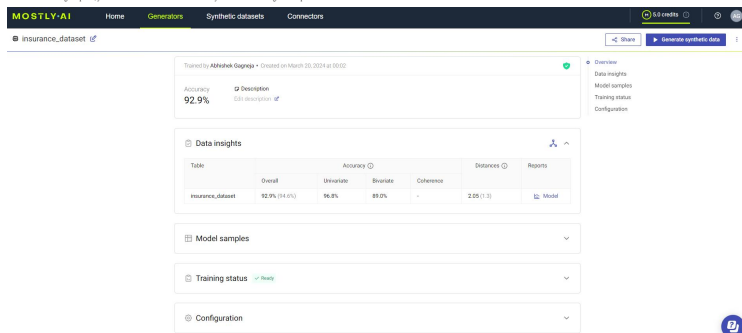 MOSTLY·AI Home Generators Synthetic datasets Connectors 5.0 credits AG
insurance_dataset Share Generate synthetic data
Trained by Abhishek Gagneja • Created on March 20, 2024 at 00:02
Accuracy
92.9%
Description
Edit description
Overview
Data insights
Model samples
Training status
Configuration
Data insights
Table Accuracy Distances Reports
Overall Univariate Bivariate Coherence
insurance_dataset 92.9% (94.6%) 96.8% 89.0% - 2.05 (1.3) Model
Model samples
Training status Ready
Configuration